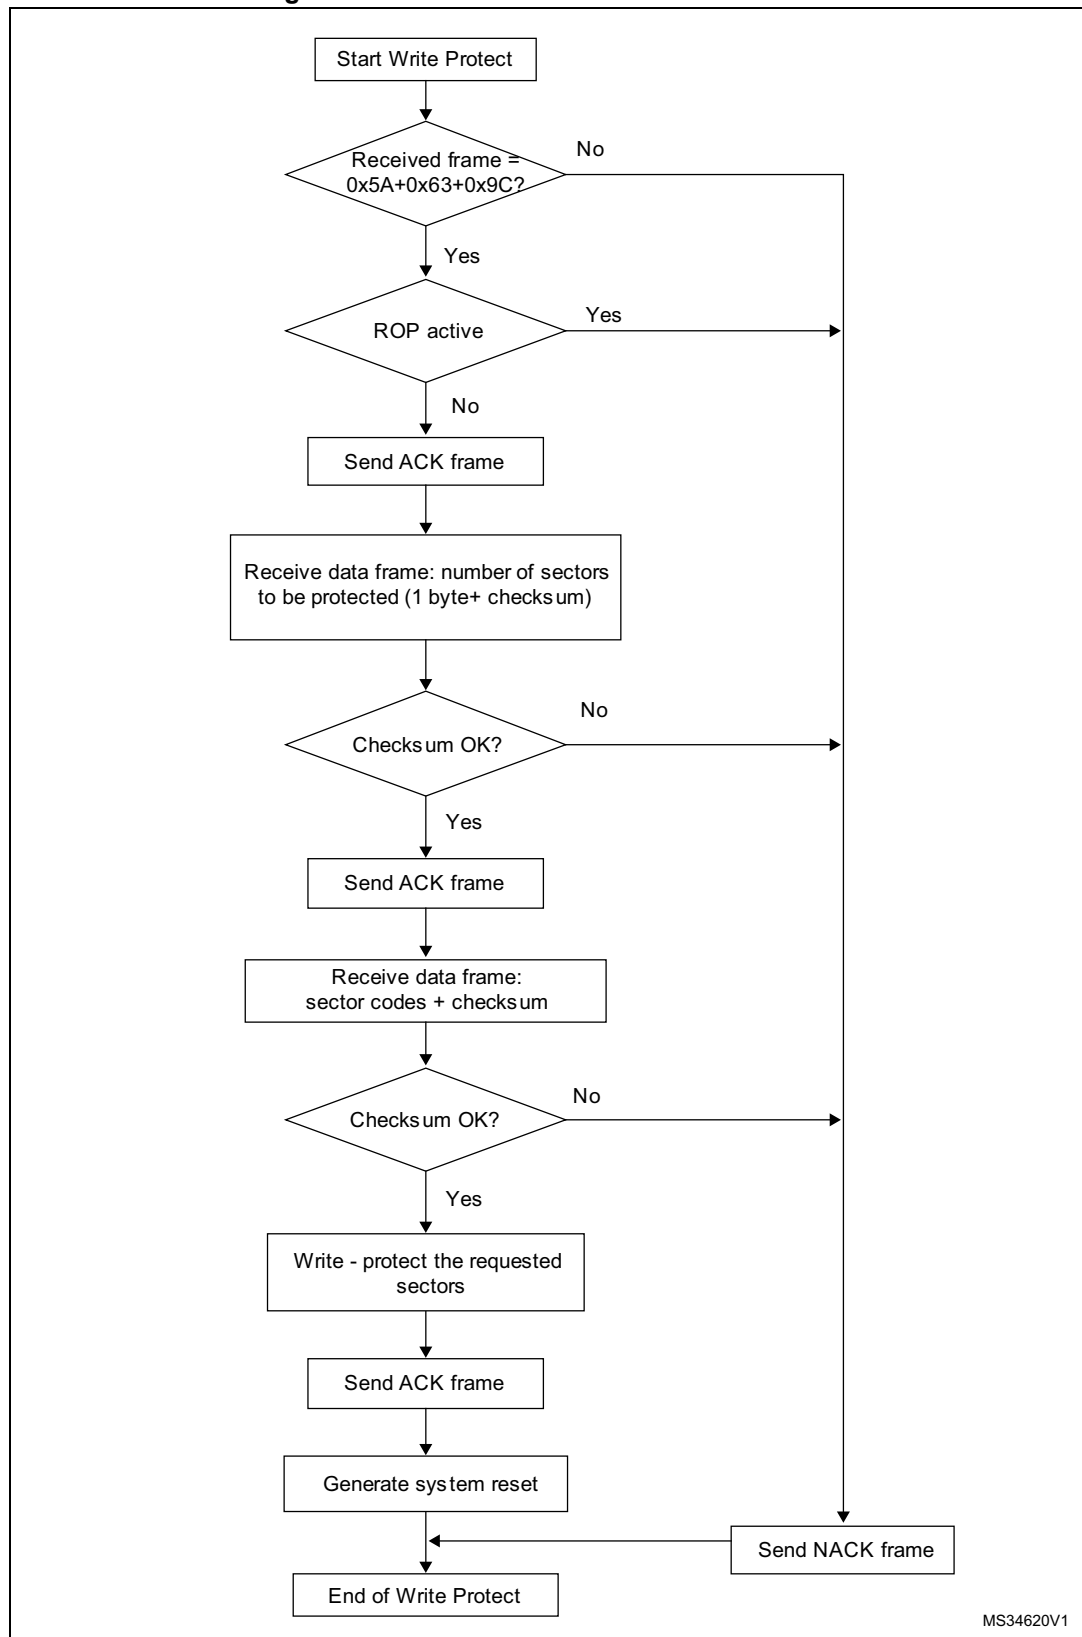 Start Write Protect
Received frame =
0x5A+0x63+0x9C?
No
Yes
ROP active
Yes
No
Send ACK frame
Receive data frame: number of sectors
to be protected (1 byte+ checksum)
Checksum OK?
No
Yes
Send ACK frame
Receive data frame:
sector codes + checksum
Checksum OK?
No
Yes
Write - protect the requested
sectors
Send ACK frame
Generate system reset
Send NACK frame
End of Write Protect
MS34620V1